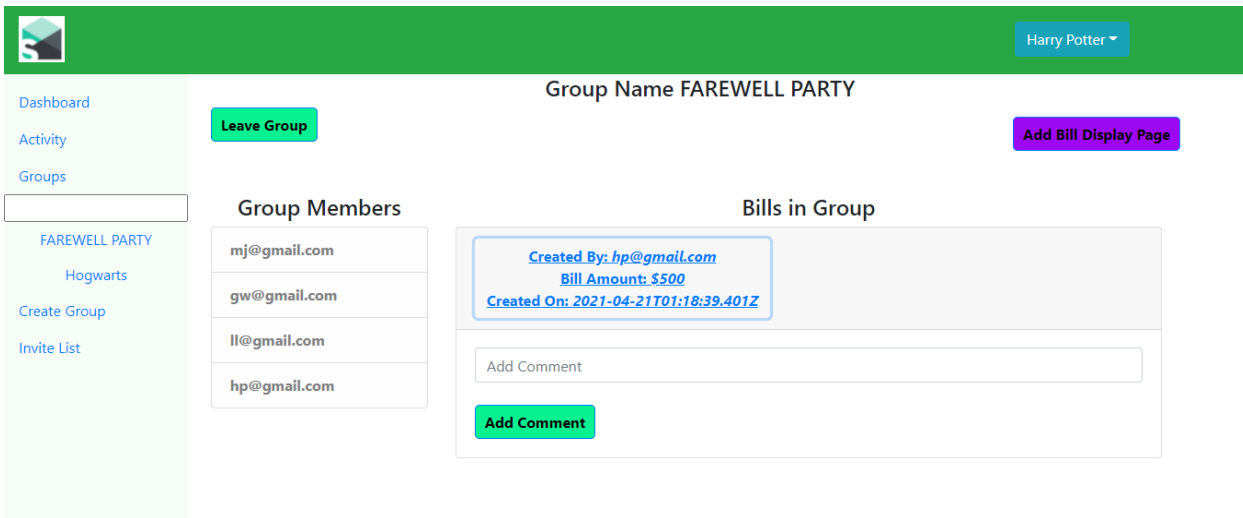 Harry Potter
Dashboard
Activity
Groups
FAREWELL PARTY
Hogwarts
Create Group
Invite List
Group Name FAREWELL PARTY
Leave Group
Add Bill Display Page
Group Members
mj@gmail.com
gw@gmail.com
ll@gmail.com
hp@gmail.com
Bills in Group
Created By: hp@gmail.com
Bill Amount: $500
Created On: 2021-04-21T01:18:39.401Z
Add Comment
Add Comment